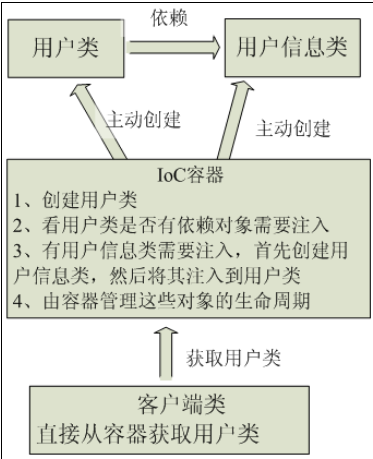 依赖
用户类
用户信息类
主动创建
主动创建
IoC容器
1、创建用户类
2、看用户类是否有依赖对象需要注入
3、有用户信息类需要注入，首先创建用
户信息类，然后将其注入到用户类
4、由容器管理这些对象的生命周期
获取用户类
客户端类
直接从容器获取用户类